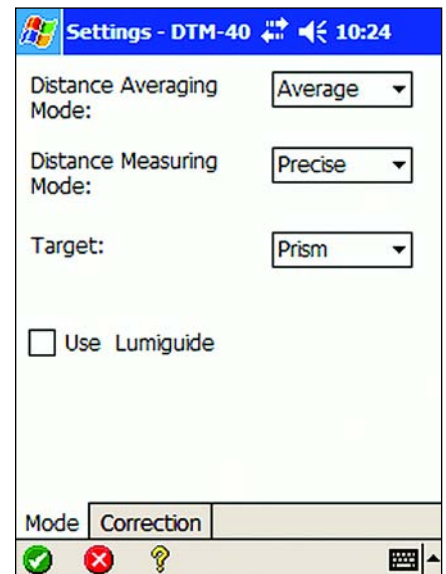 Settings - DTM-40 10:24
Distance Averaging Average
Mode:
Distance Measuring Precise
Mode:
Target: Prism
Use Lumiguide
Mode Correction